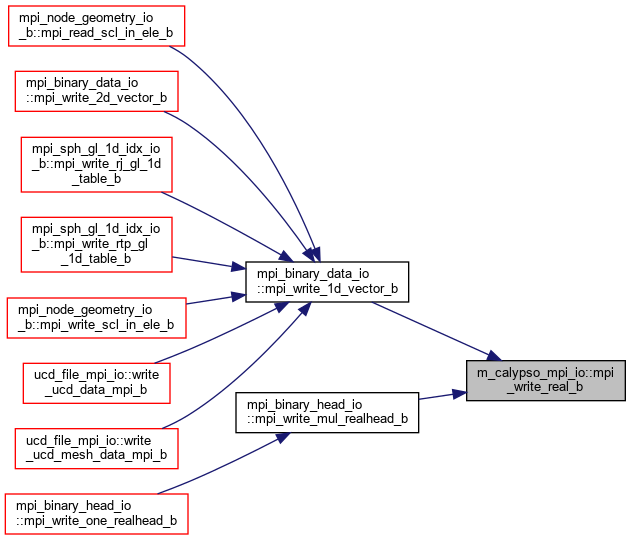 mpi_node_geometry_io
_b::mpi_read_scl_in_ele_b
mpi_binary_data_io
::mpi_write_2d_vector_b
mpi_sph_gl_1d_idx_io
_b::mpi_write_rj_gl_1d
_table_b
mpi_sph_gl_1d_idx_io
_b::mpi_write_rtp_gl
_1d_table_b
mpi_binary_data_io
::mpi_write_1d_vector_b
mpi_node_geometry_io
_b::mpi_write_scl_in_ele_b
ucd_file_mpi_io::write
_ucd_data_mpi_b
m_calypso_mpi_io::mpi
_write_real_b
mpi_binary_head_io
::mpi_write_mul_realhead_b
ucd_file_mpi_io::write
_ucd_mesh_data_mpi_b
mpi_binary_head_io
::mpi_write_one_realhead_b